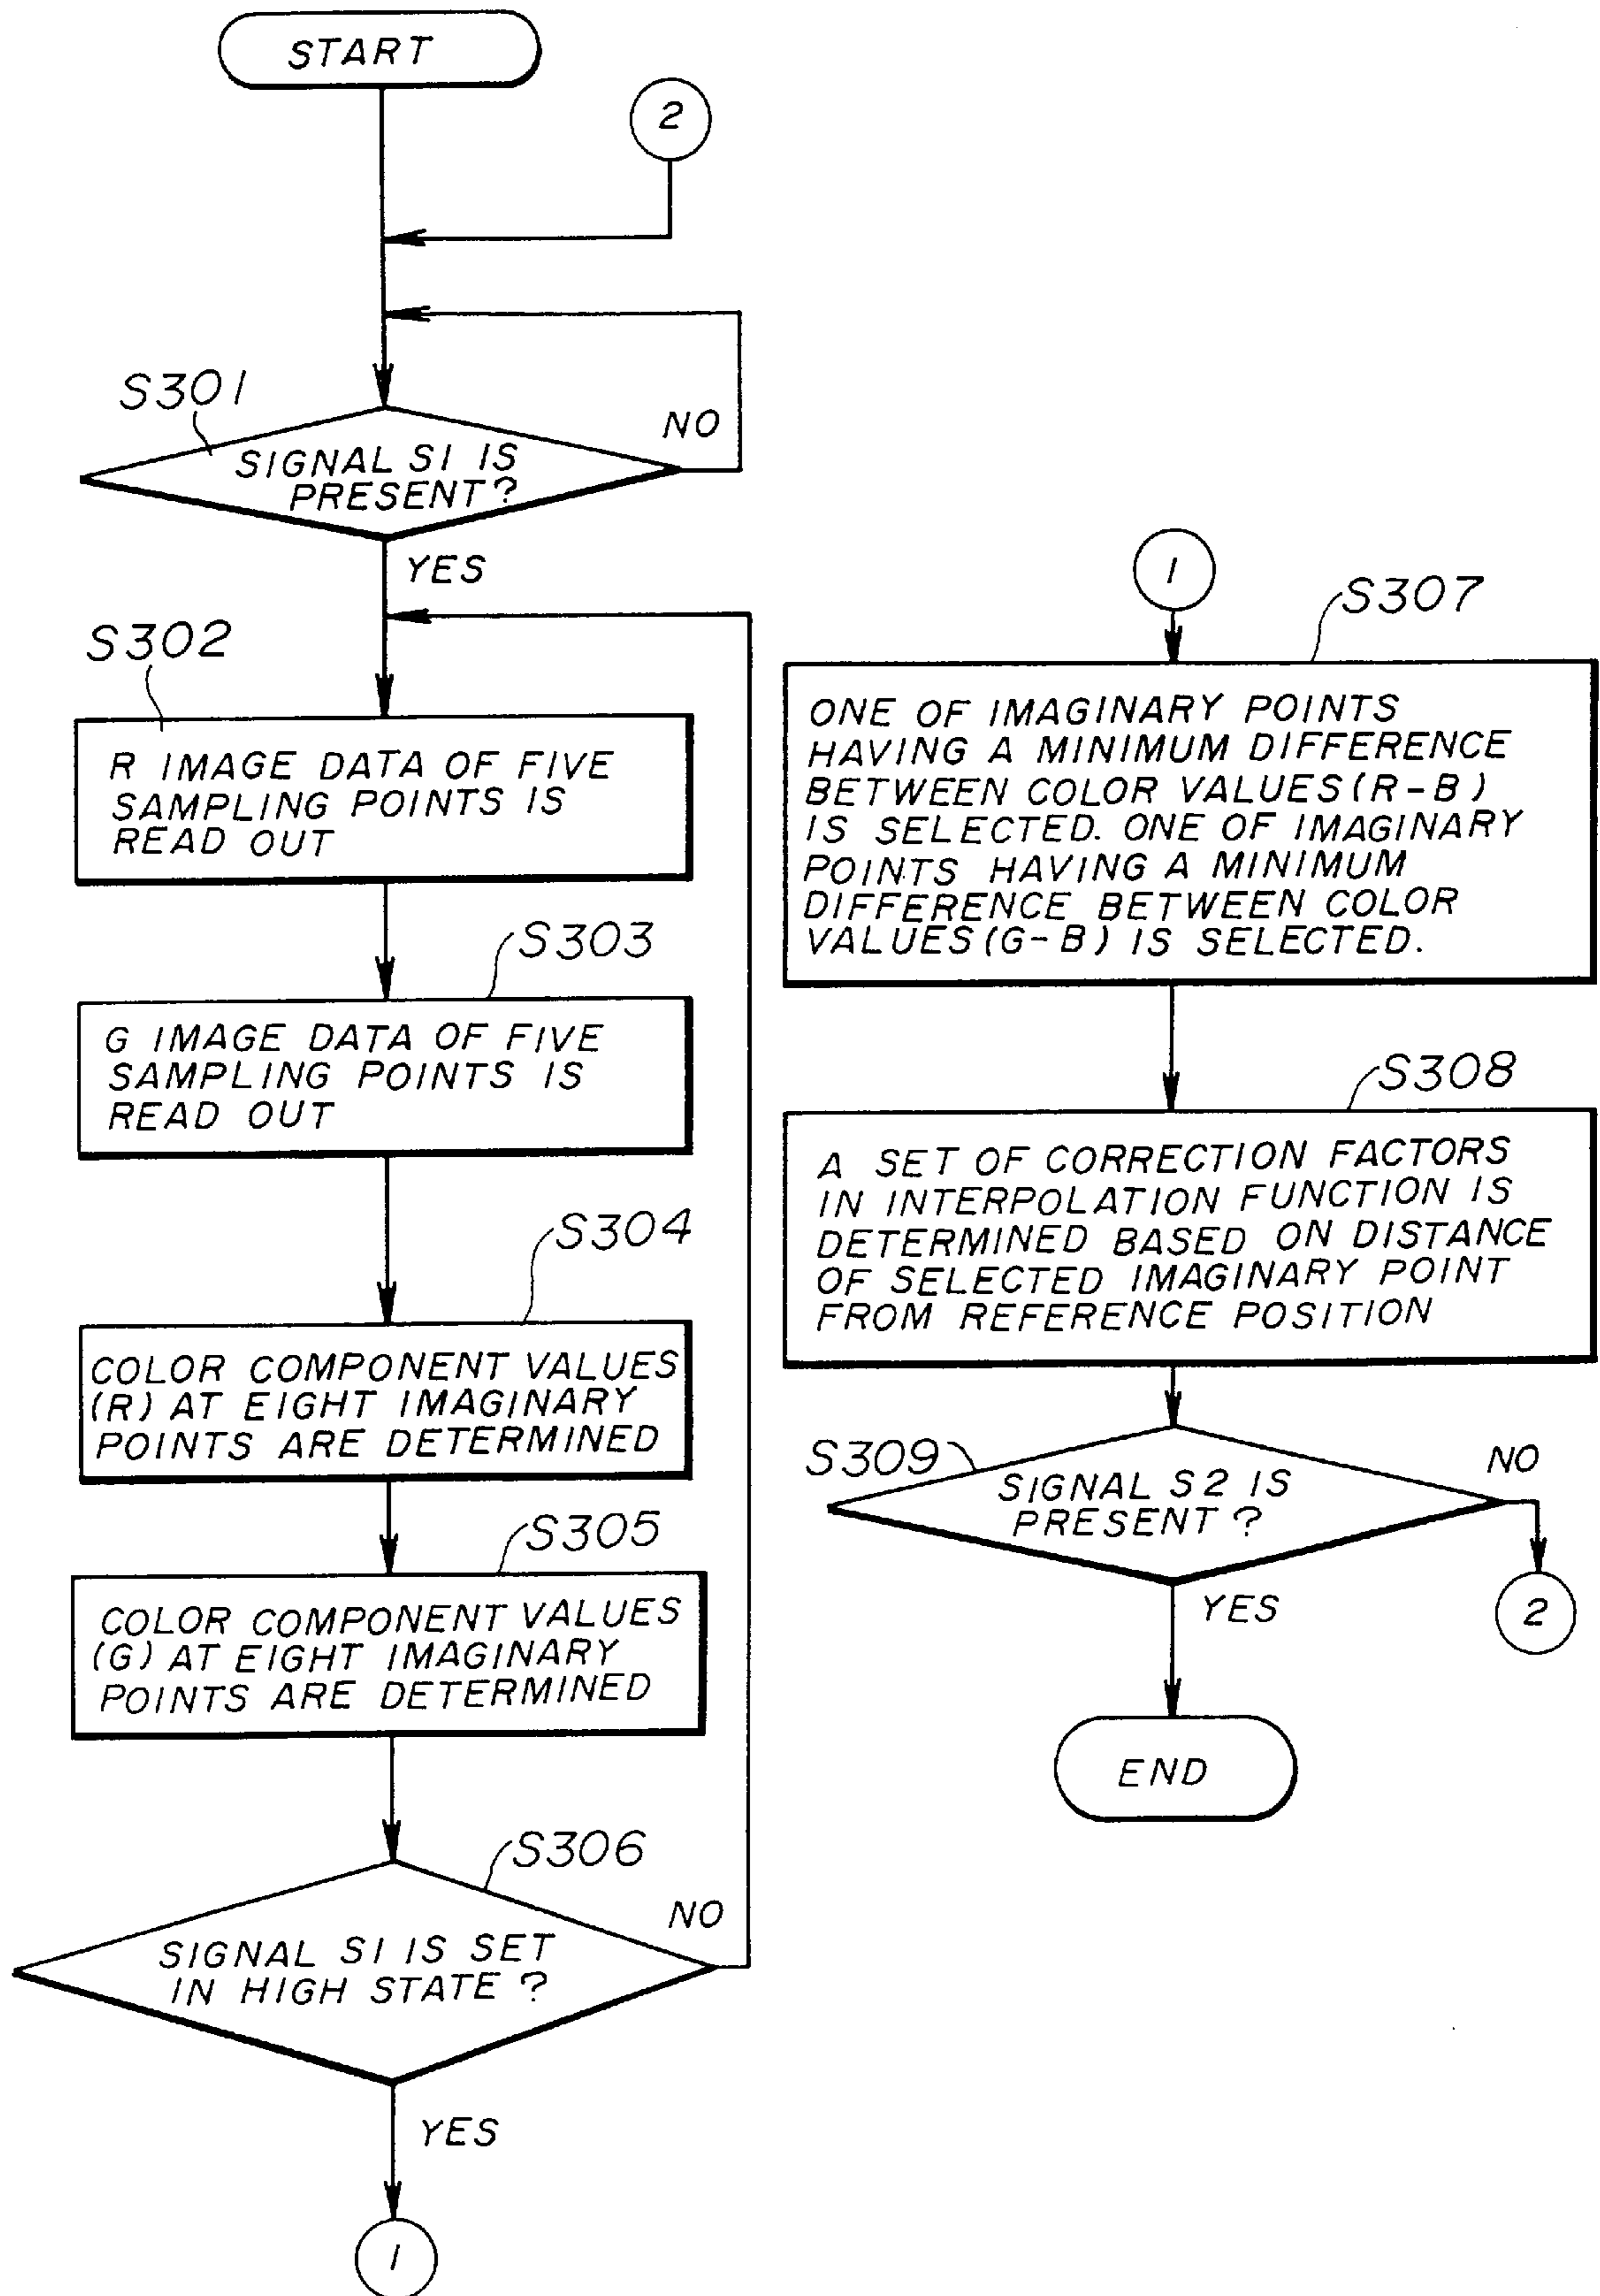 START
2
S301
NO
SIGNAL S1 IS
PRESENT?
YES
S302
R IMAGE DATA OF FIVE
SAMPLING POINTS IS
READ OUT
S303
G IMAGE DATA OF FIVE
SAMPLING POINTS IS
READ OUT
S304
COLOR COMPONENT VALUES
(R) AT EIGHT IMAGINARY
POINTS ARE DETERMINED
S305
COLOR COMPONENT VALUES
(G) AT EIGHT IMAGINARY
POINTS ARE DETERMINED
S306
NO
SIGNAL S1 IS SET
IN HIGH STATE ?
YES
1
1
S307
ONE OF IMAGINARY POINTS
HAVING A MINIMUM DIFFERENCE
BETWEEN COLOR VALUES (R-B)
IS SELECTED. ONE OF IMAGINARY
POINTS HAVING A MINIMUM
DIFFERENCE BETWEEN COLOR
VALUES (G-B) IS SELECTED.
S308
A SET OF CORRECTION FACTORS
IN INTERPOLATION FUNCTION IS
DETERMINED BASED ON DISTANCE
OF SELECTED IMAGINARY POINT
FROM REFERENCE POSITION
S309
NO
SIGNAL S2 IS
PRESENT ?
YES
2
END